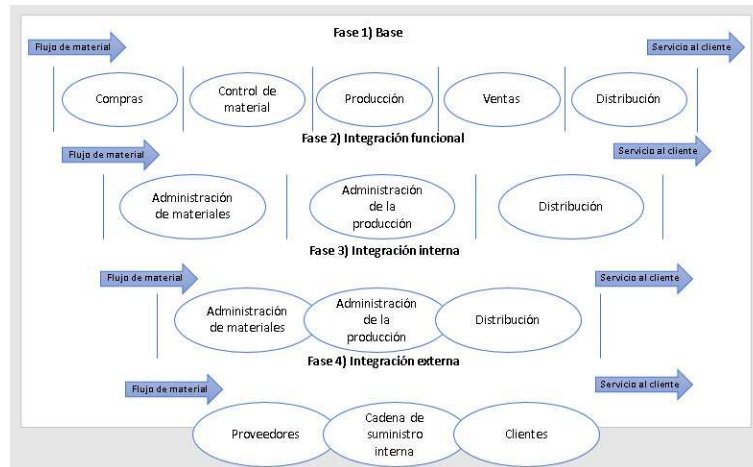 Fase 1) Base
Flujo de material
Servicio al cliente
Compras
Control de
material
Producción
Ventas
Distribución
Fase 2) Integración funcional
Flujo de material
Servicio al cliente
Administración
de materiales
Administración
de la
producción
Distribución
Fase 3) Integración interna
Flujo de material
Servicio al cliente
Administración
de materiales
Administración
de la
producción
Distribución
Fase 4) Integración externa
Flujo de material
Servicio al cliente
Proveedores
Cadena de
suministro
interna
Clientes